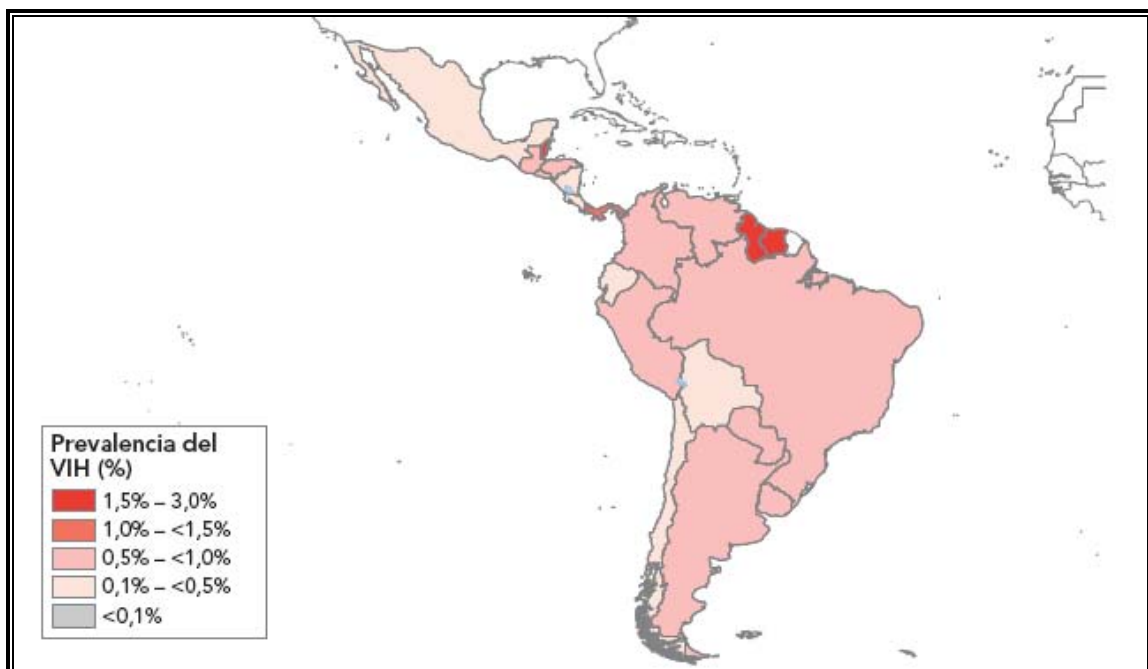 Prevalencia del
VIH (%)
1,5% – 3,0%
1,0% – <1,5%
0,5% – <1,0%
0,1% – <0,5%
<0,1%